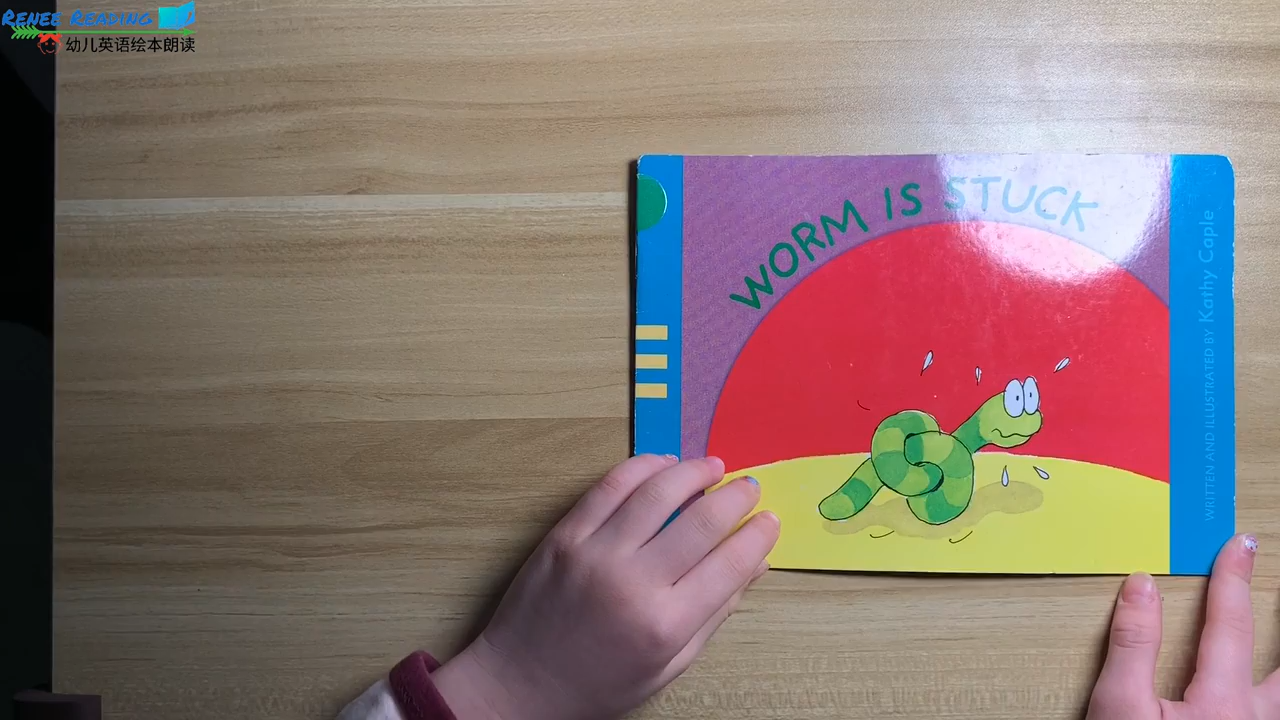 RENEE READING
幼儿英语绘本朗读
WORM IS STUCK
WRITTEN AND ILLUSTRATED BY Kathy Caple